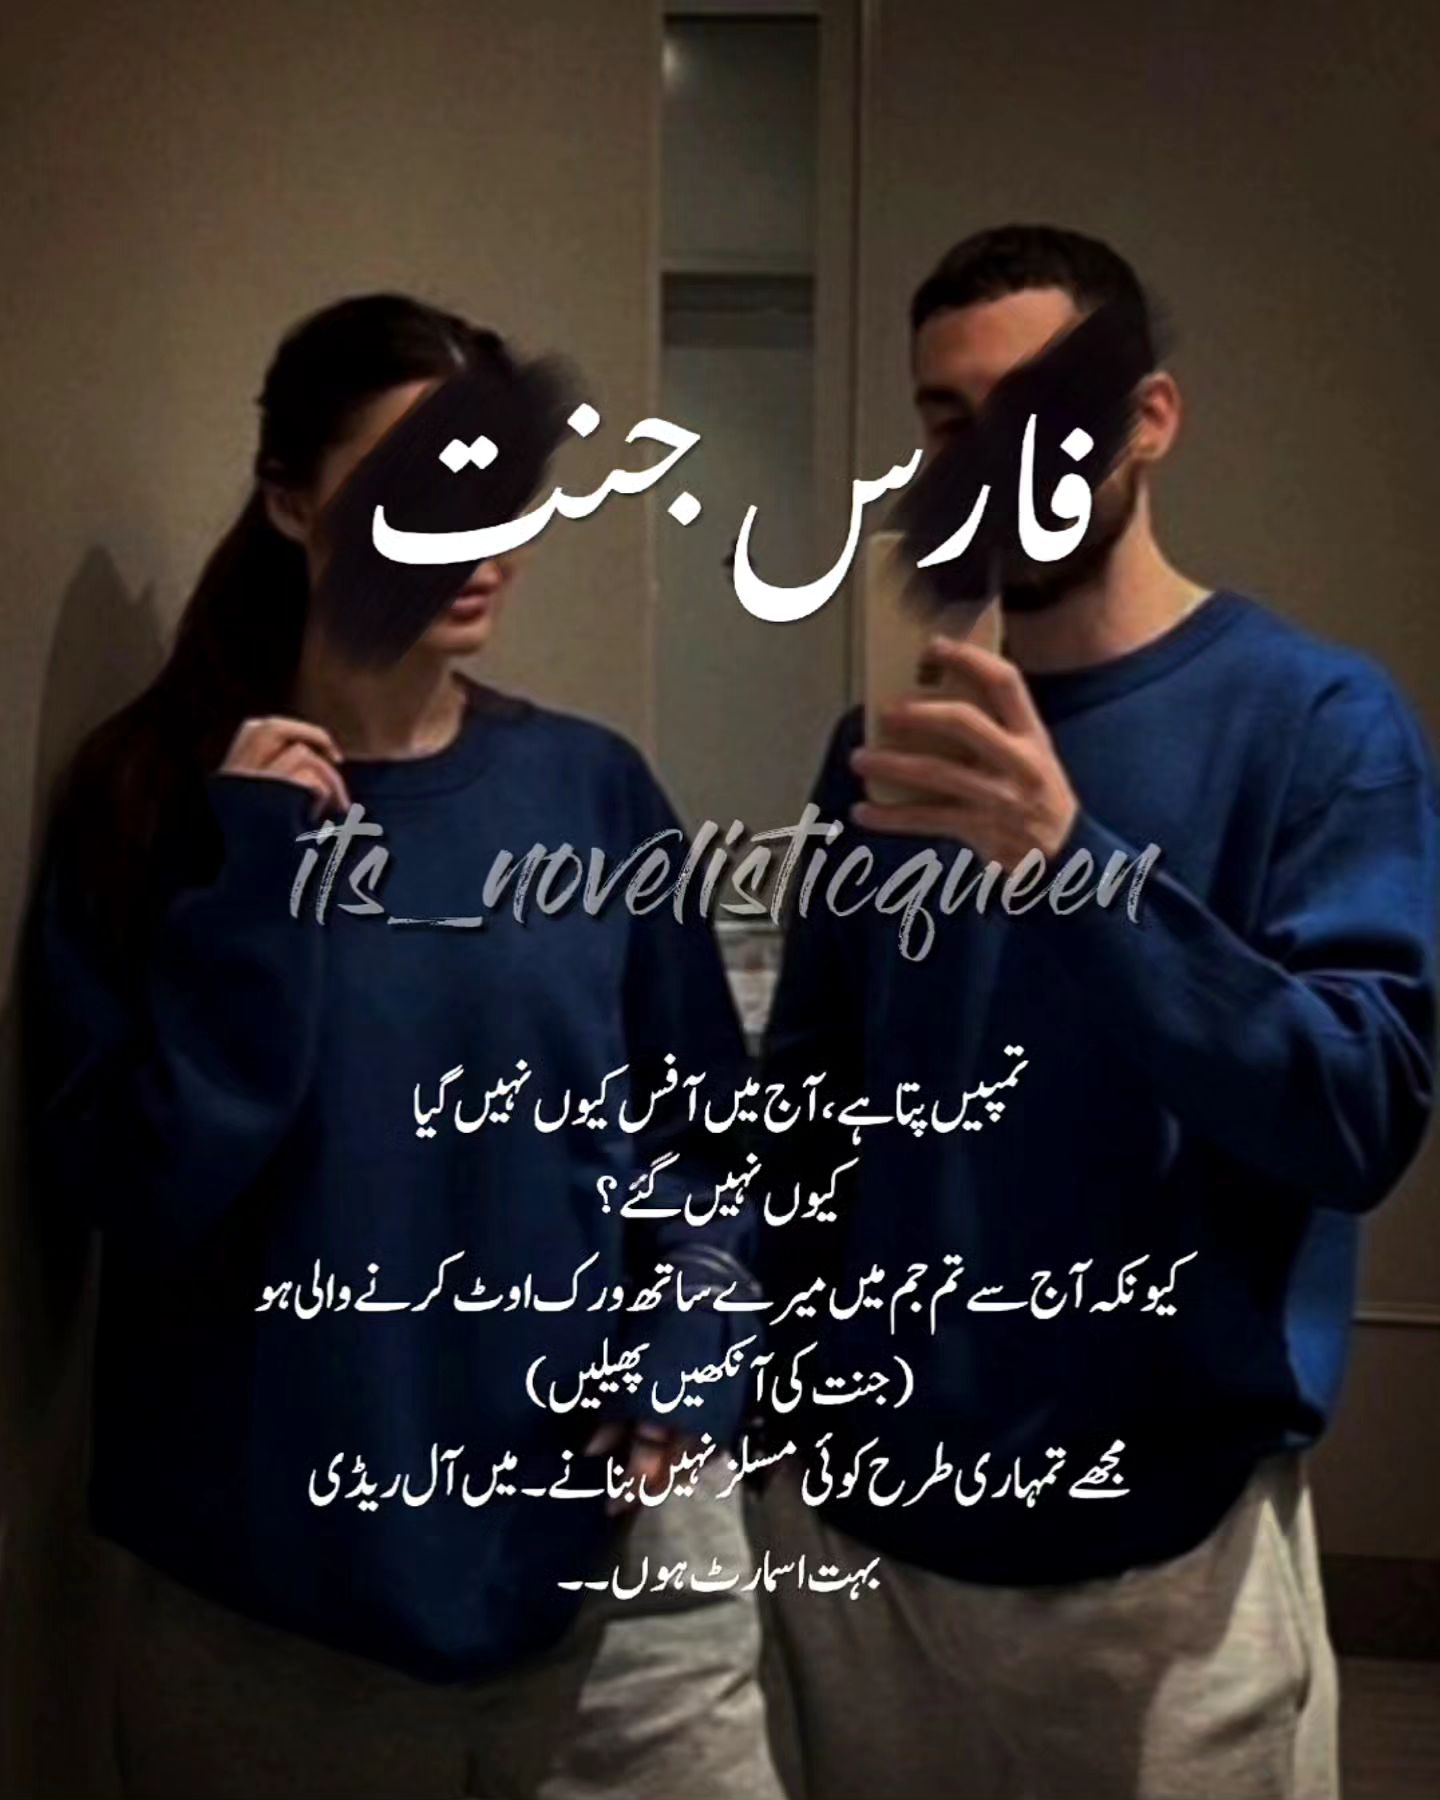 فارس جنت
its_novelisticqueen
تمہیں پتا ہے، آج میں آفس کیوں نہیں گیا
کیوں نہیں گئے؟
کیونکہ آج سے تم جم میں میرے ساتھ ورک اوٹ کرنے والی ہو
(جنت کی آنکھیں پھیلیں)
مجھے تمہاری طرح کوئی مسلز نہیں بنانے۔ میں آل ریڈی
بہت اسمارٹ ہوں۔۔